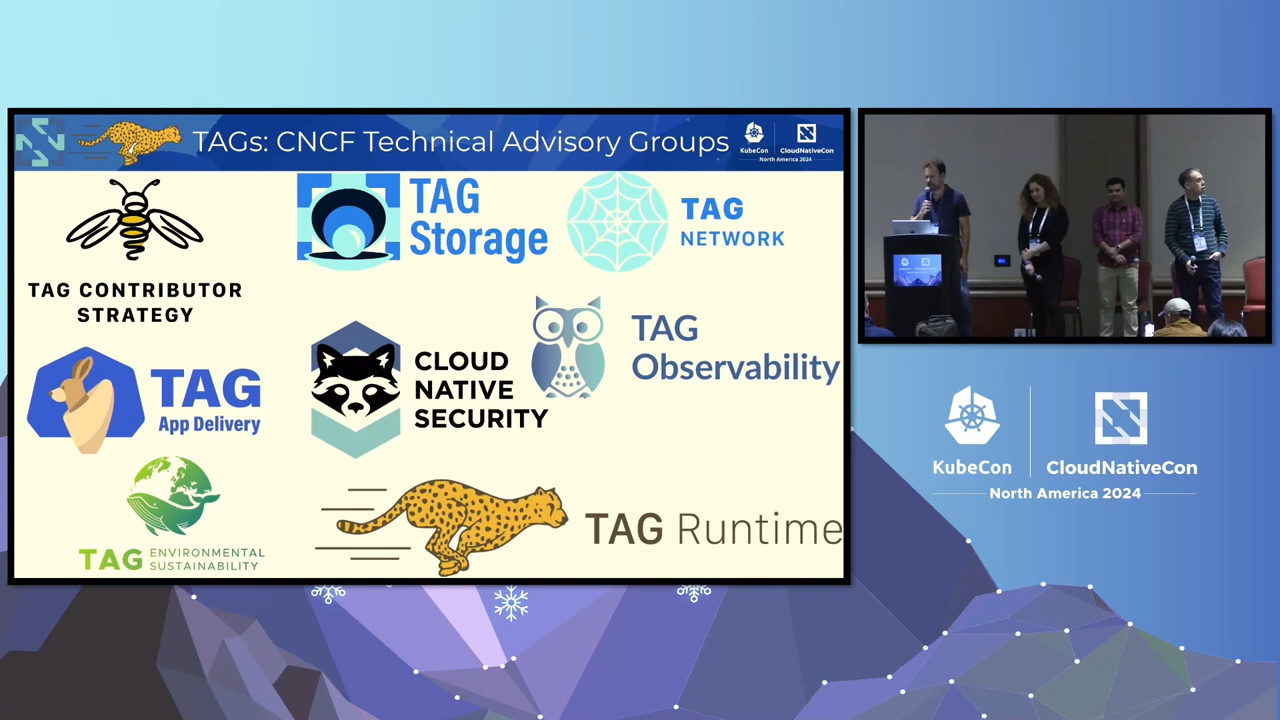 TAGs: CNCF Technical Advisory Groups
KubeCon
CloudNativeCon
North America 2024
TAG CONTRIBUTOR
STRATEGY
TAG
Storage
TAG
NETWORK
TAG
App Delivery
CLOUD
NATIVE
SECURITY
TAG
Observability
TAG ENVIRONMENTAL
SUSTAINABILITY
TAG Runtime
KubeCon
CloudNativeCon
North America 2024